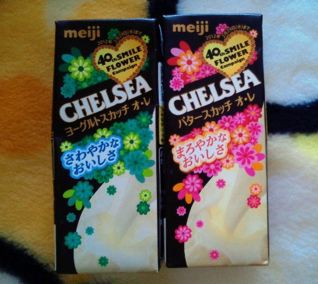 meiji
40th SMILE
FLOWER
Campaign
CHELSEA
ヨーグルトスカッチ オ・レ
さわやかな
おいしさ
meiji
40th SMILE
FLOWER
Campaign
CHELSEA
バタースカッチ オ・レ
まろやかな
おいしさ